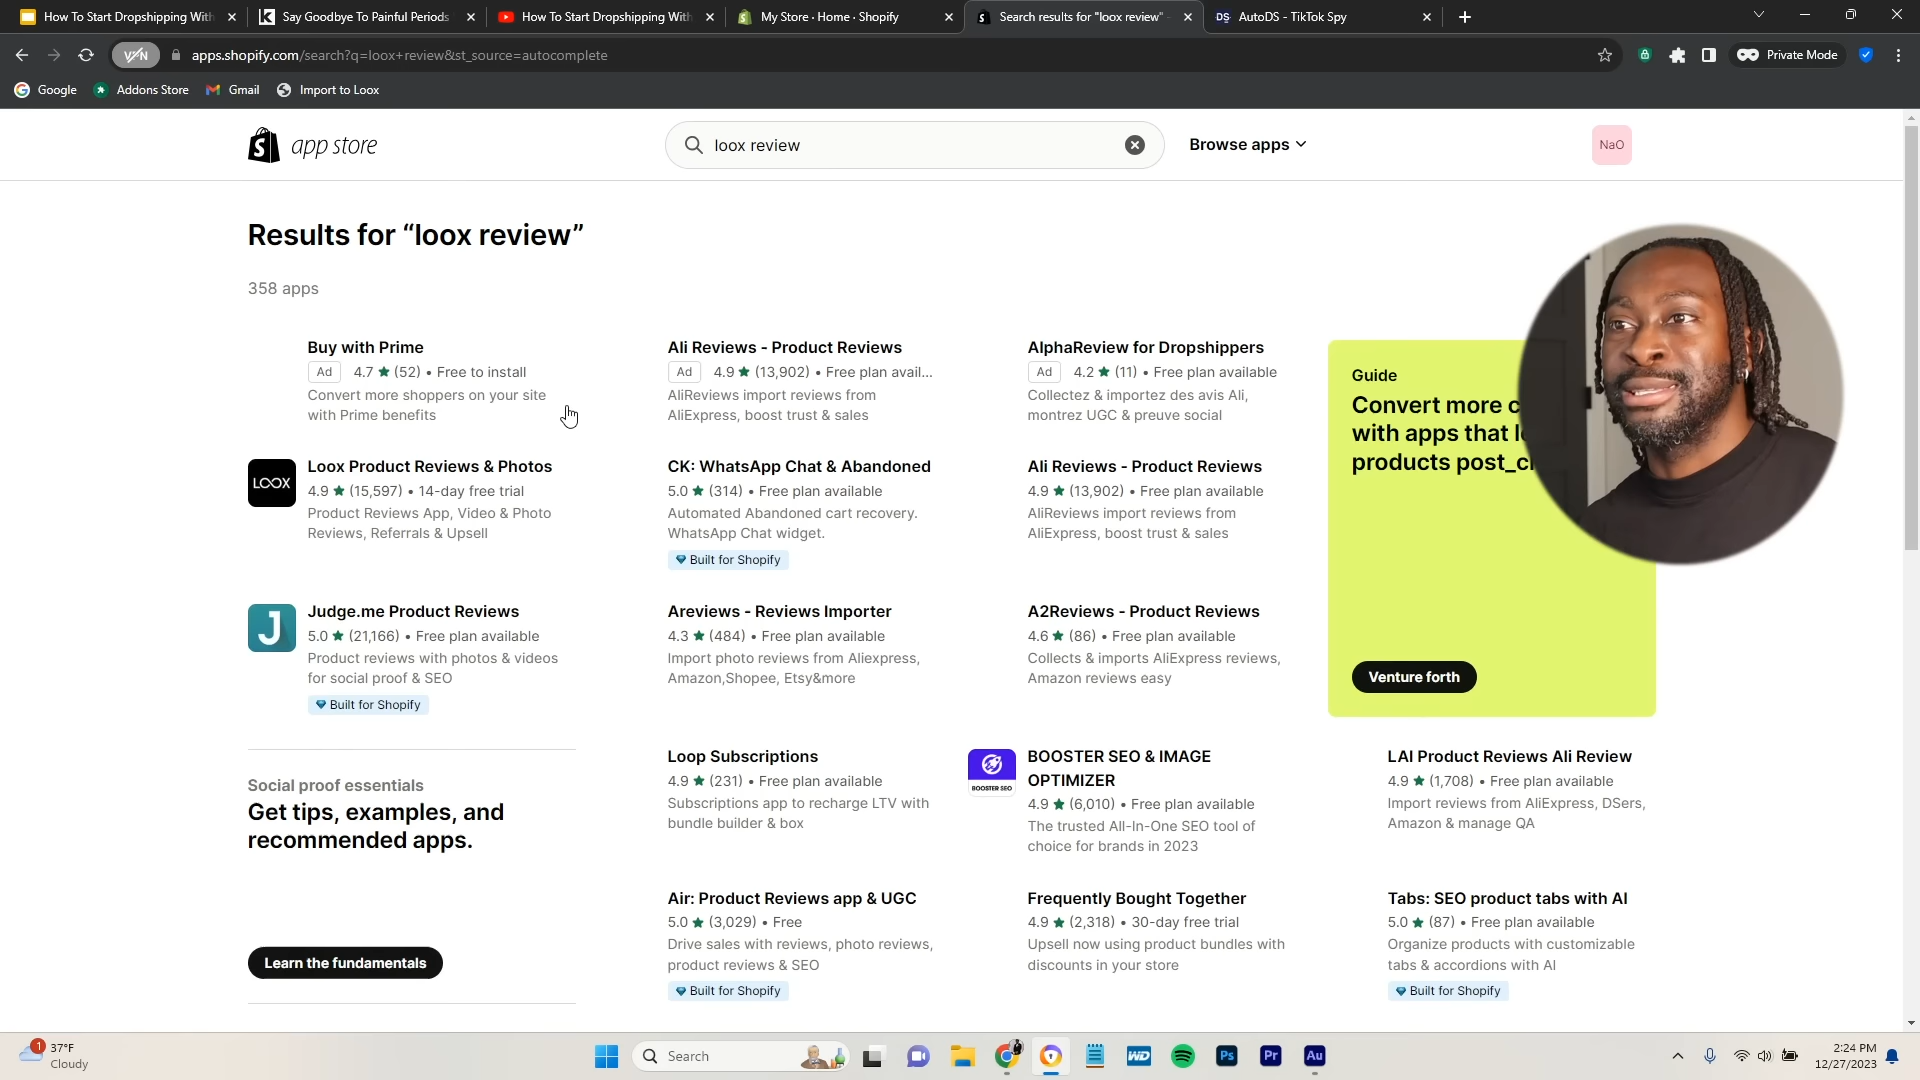 How To Start Dropshipping With
Say Goodbye To Painful Periods
How To Start Dropshipping With
My Store · Home · Shopify
Search results for "loox review" -
DS AutoDS - TikTok Spy
VPN
apps.shopify.com/search?q=loox+review&st_source=autocomplete
Private Mode
Google
Addons Store
Gmail
Import to Loox
app store
loox review
Browse apps
NaO
Results for “loox review”
358 apps
Buy with Prime
Ad 4.7 ★ (52) • Free to install
Convert more shoppers on your site
with Prime benefits
Ali Reviews - Product Reviews
Ad 4.9 ★ (13,902) • Free plan avail...
AliReviews import reviews from
AliExpress, boost trust & sales
AlphaReview for Dropshippers
Ad 4.2 ★ (11) • Free plan available
Collectez & importez des avis Ali,
montrez UGC & preuve social
Guide
Convert more c
with apps that l
products post_c
Venture forth
LOOX
Loox Product Reviews & Photos
4.9 ★ (15,597) • 14-day free trial
Product Reviews App, Video & Photo
Reviews, Referrals & Upsell
CK: WhatsApp Chat & Abandoned
5.0 ★ (314) • Free plan available
Automated Abandoned cart recovery.
WhatsApp Chat widget.
Built for Shopify
Ali Reviews - Product Reviews
4.9 ★ (13,902) • Free plan available
AliReviews import reviews from
AliExpress, boost trust & sales
J
Judge.me Product Reviews
5.0 ★ (21,166) • Free plan available
Product reviews with photos & videos
for social proof & SEO
Built for Shopify
Areviews - Reviews Importer
4.3 ★ (484) • Free plan available
Import photo reviews from Aliexpress,
Amazon,Shopee, Etsy&more
A2Reviews - Product Reviews
4.6 ★ (86) • Free plan available
Collects & imports AliExpress reviews,
Amazon reviews easy
Social proof essentials
Get tips, examples, and
recommended apps.
Learn the fundamentals
Loop Subscriptions
4.9 ★ (231) • Free plan available
Subscriptions app to recharge LTV with
bundle builder & box
BOOSTER SEO
BOOSTER SEO & IMAGE
OPTIMIZER
4.9 ★ (6,010) • Free plan available
The trusted All-In-One SEO tool of
choice for brands in 2023
LAI Product Reviews Ali Review
4.9 ★ (1,708) • Free plan available
Import reviews from AliExpress, DSers,
Amazon & manage QA
Air: Product Reviews app & UGC
5.0 ★ (3,029) • Free
Drive sales with reviews, photo reviews,
product reviews & SEO
Built for Shopify
Frequently Bought Together
4.9 ★ (2,318) • 30-day free trial
Upsell now using product bundles with
discounts in your store
Tabs: SEO product tabs with AI
5.0 ★ (87) • Free plan available
Organize products with customizable
tabs & accordions with AI
Built for Shopify
1
37°F
Cloudy
Search
WD
Ps
Pr
Au
2:24 PM
12/27/2023